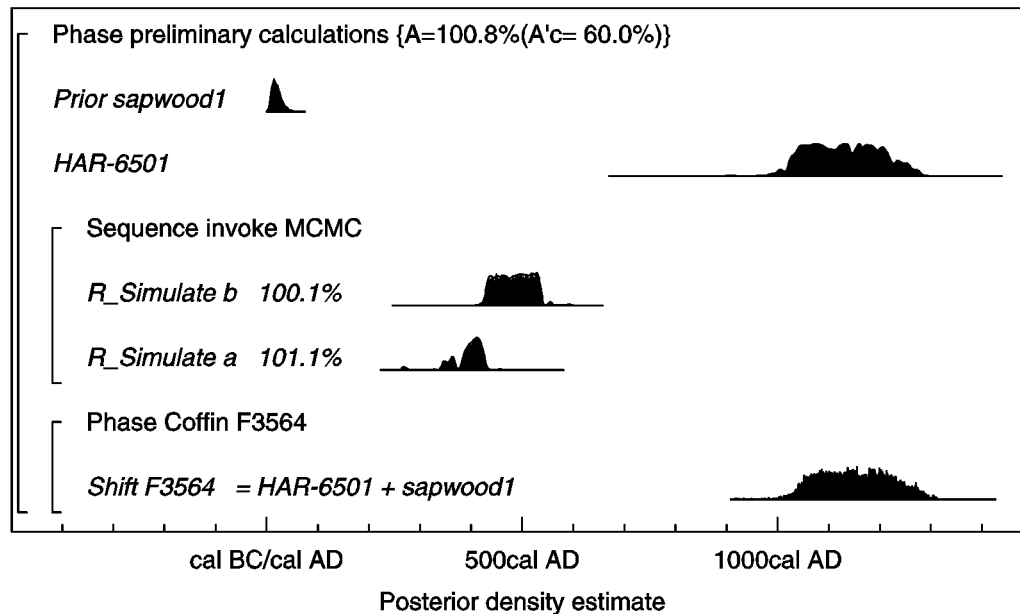 Phase preliminary calculations {A=100.8%(A'c= 60.0%)}
Prior sapwood1
HAR-6501
Sequence invoke MCMC
R_Simulate b 100.1%
R_Simulate a 101.1%
Phase Coffin F3564
Shift F3564 = HAR-6501 + sapwood1
cal BC/cal AD 500cal AD 1000cal AD
Posterior density estimate